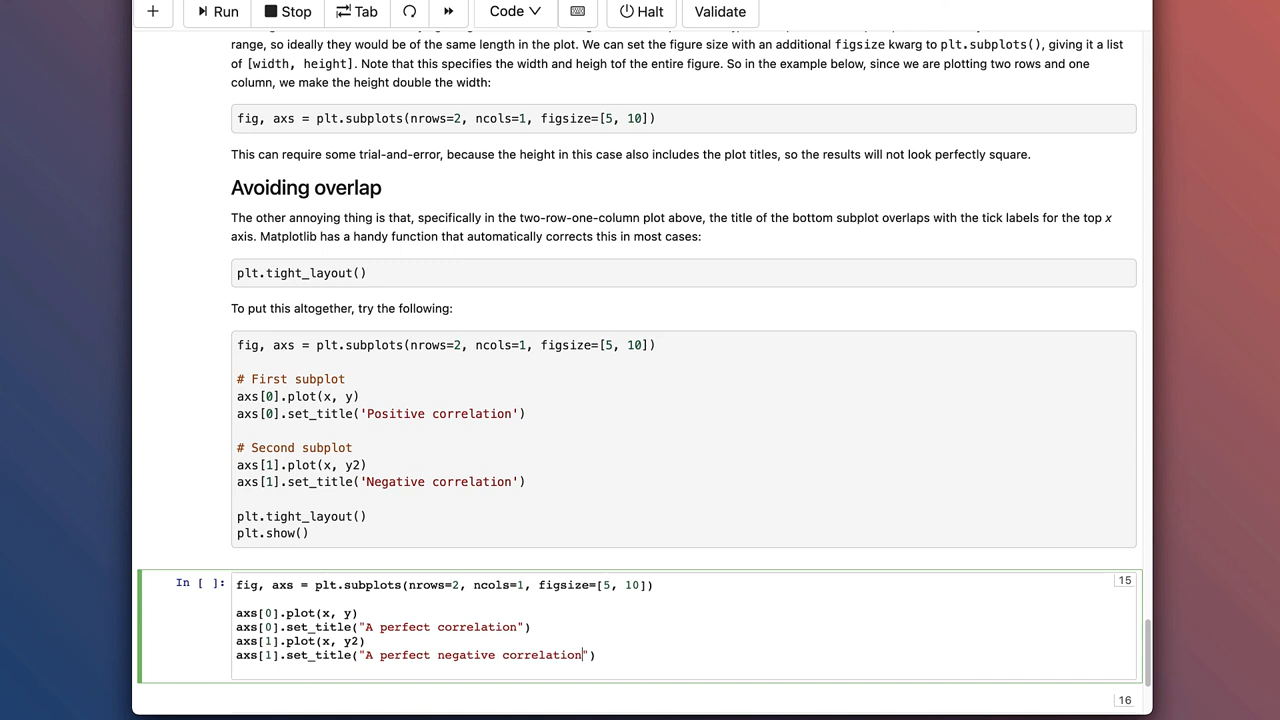 Run Stop Tab Code Halt Validate
range, so ideally they would be of the same length in the plot. We can set the figure size with an additional figsize kwarg to plt.subplots(), giving it a list
of [width, height]. Note that this specifies the width and heigh tof the entire figure. So in the example below, since we are plotting two rows and one
column, we make the height double the width:
fig, axs = plt.subplots(nrows=2, ncols=1, figsize=[5, 10])
This can require some trial-and-error, because the height in this case also includes the plot titles, so the results will not look perfectly square.
Avoiding overlap
The other annoying thing is that, specifically in the two-row-one-column plot above, the title of the bottom subplot overlaps with the tick labels for the top x
axis. Matplotlib has a handy function that automatically corrects this in most cases:
plt.tight_layout()
To put this altogether, try the following:
fig, axs = plt.subplots(nrows=2, ncols=1, figsize=[5, 10])
# First subplot
axs[0].plot(x, y)
axs[0].set_title('Positive correlation')
# Second subplot
axs[1].plot(x, y2)
axs[1].set_title('Negative correlation')
plt.tight_layout()
plt.show()
In [ ]: fig, axs = plt.subplots(nrows=2, ncols=1, figsize=[5, 10]) 15
axs[0].plot(x, y)
axs[0].set_title("A perfect correlation")
axs[1].plot(x, y2)
axs[1].set_title("A perfect negative correlation")
16